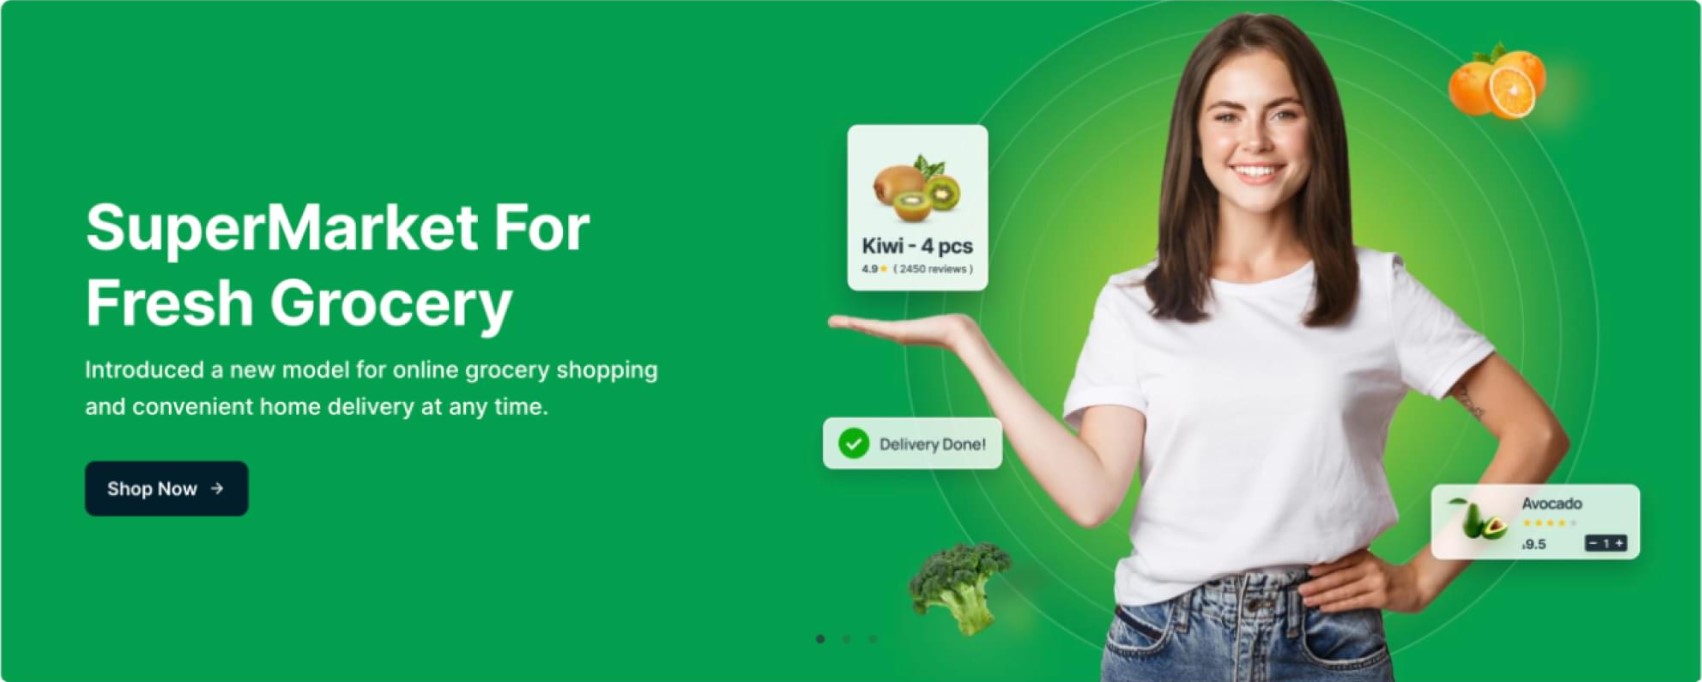 SuperMarket For
Fresh Grocery
Introduced a new model for online grocery shopping
and convenient home delivery at any time.
Shop Now →
Kiwi - 4 pcs
4.9★ ( 2450 reviews )
Delivery Done!
Avocado
9.5
− 1 +